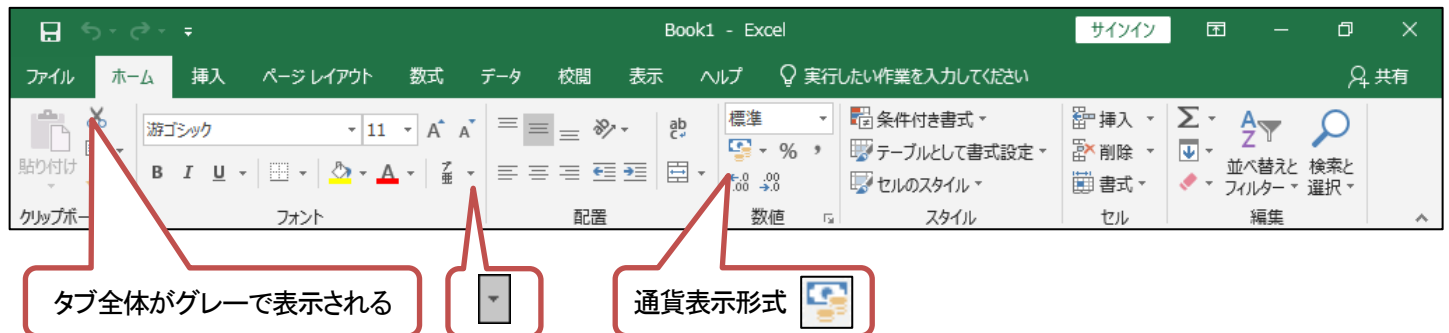 Book1 - Excel
サインイン
ファイル ホーム 挿入 ページ レイアウト 数式 データ 校閲 表示 ヘルプ 実行したい作業を入力してください 共有
游ゴシック 11 A A ab c 標準 条件付き書式 挿入 Σ A Z
貼り付け B I U A ア 亜 % , テーブルとして書式設定 削除 並べ替えと 検索と
.0 .00 .00 .0 セルのスタイル 書式 フィルター 選択
クリップボー フォント 配置 数値 スタイル セル 編集
タブ全体がグレーで表示される
通貨表示形式